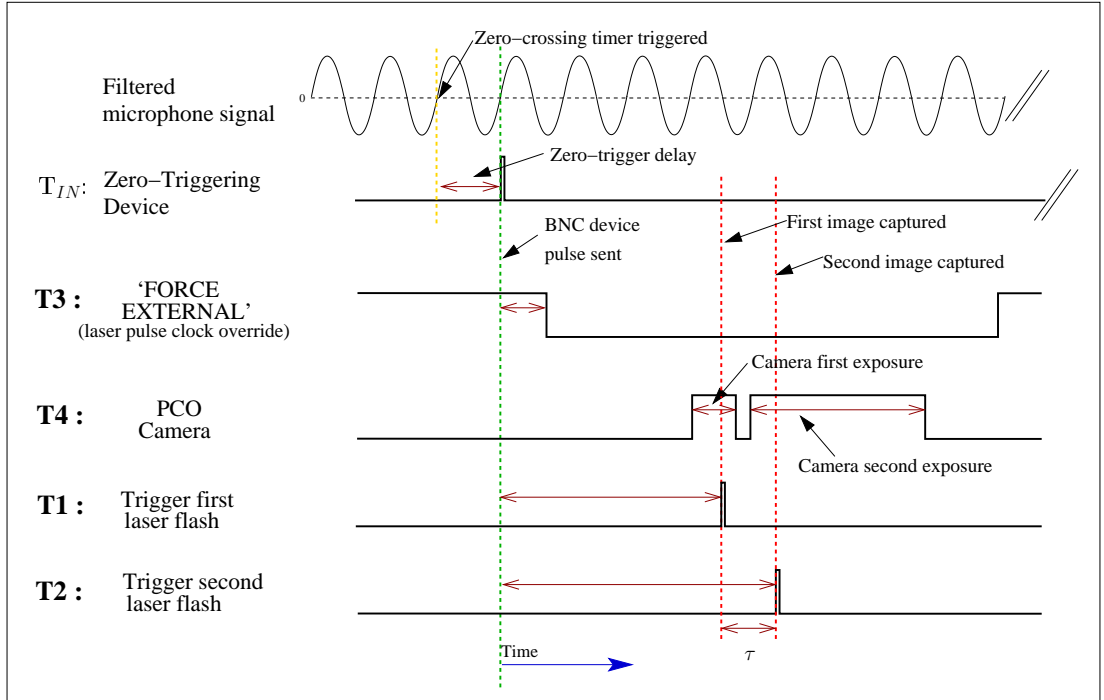 Zero−crossing timer triggered
Filtered
microphone signal
0
Zero−trigger delay
T_IN: Zero−Triggering
Device
First image captured
BNC device
pulse sent
Second image captured
T3 : ‘FORCE
EXTERNAL’
(laser pulse clock override)
Camera first exposure
T4 : PCO
Camera
Camera second exposure
T1 : Trigger first
laser flash
T2 : Trigger second
laser flash
Time
τ